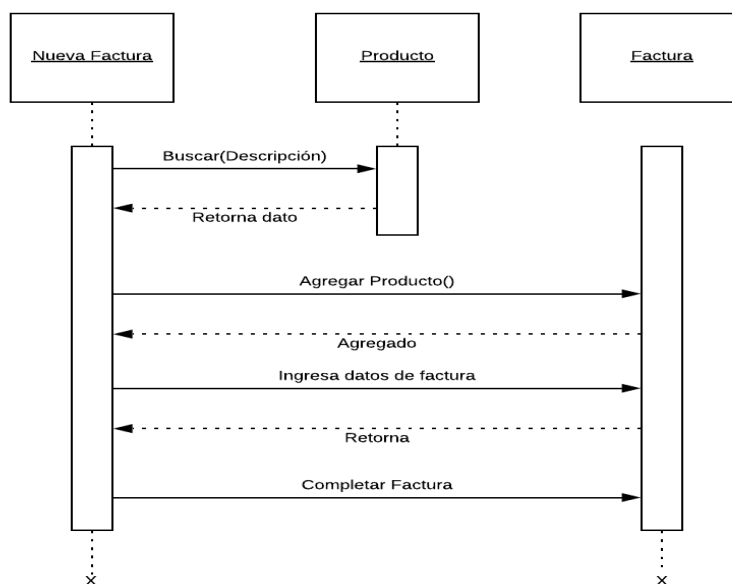 Nueva Factura
Producto
Factura
Buscar(Descripción)
Retorna dato
Agregar Producto()
Agregado
Ingresa datos de factura
Retorna
Completar Factura